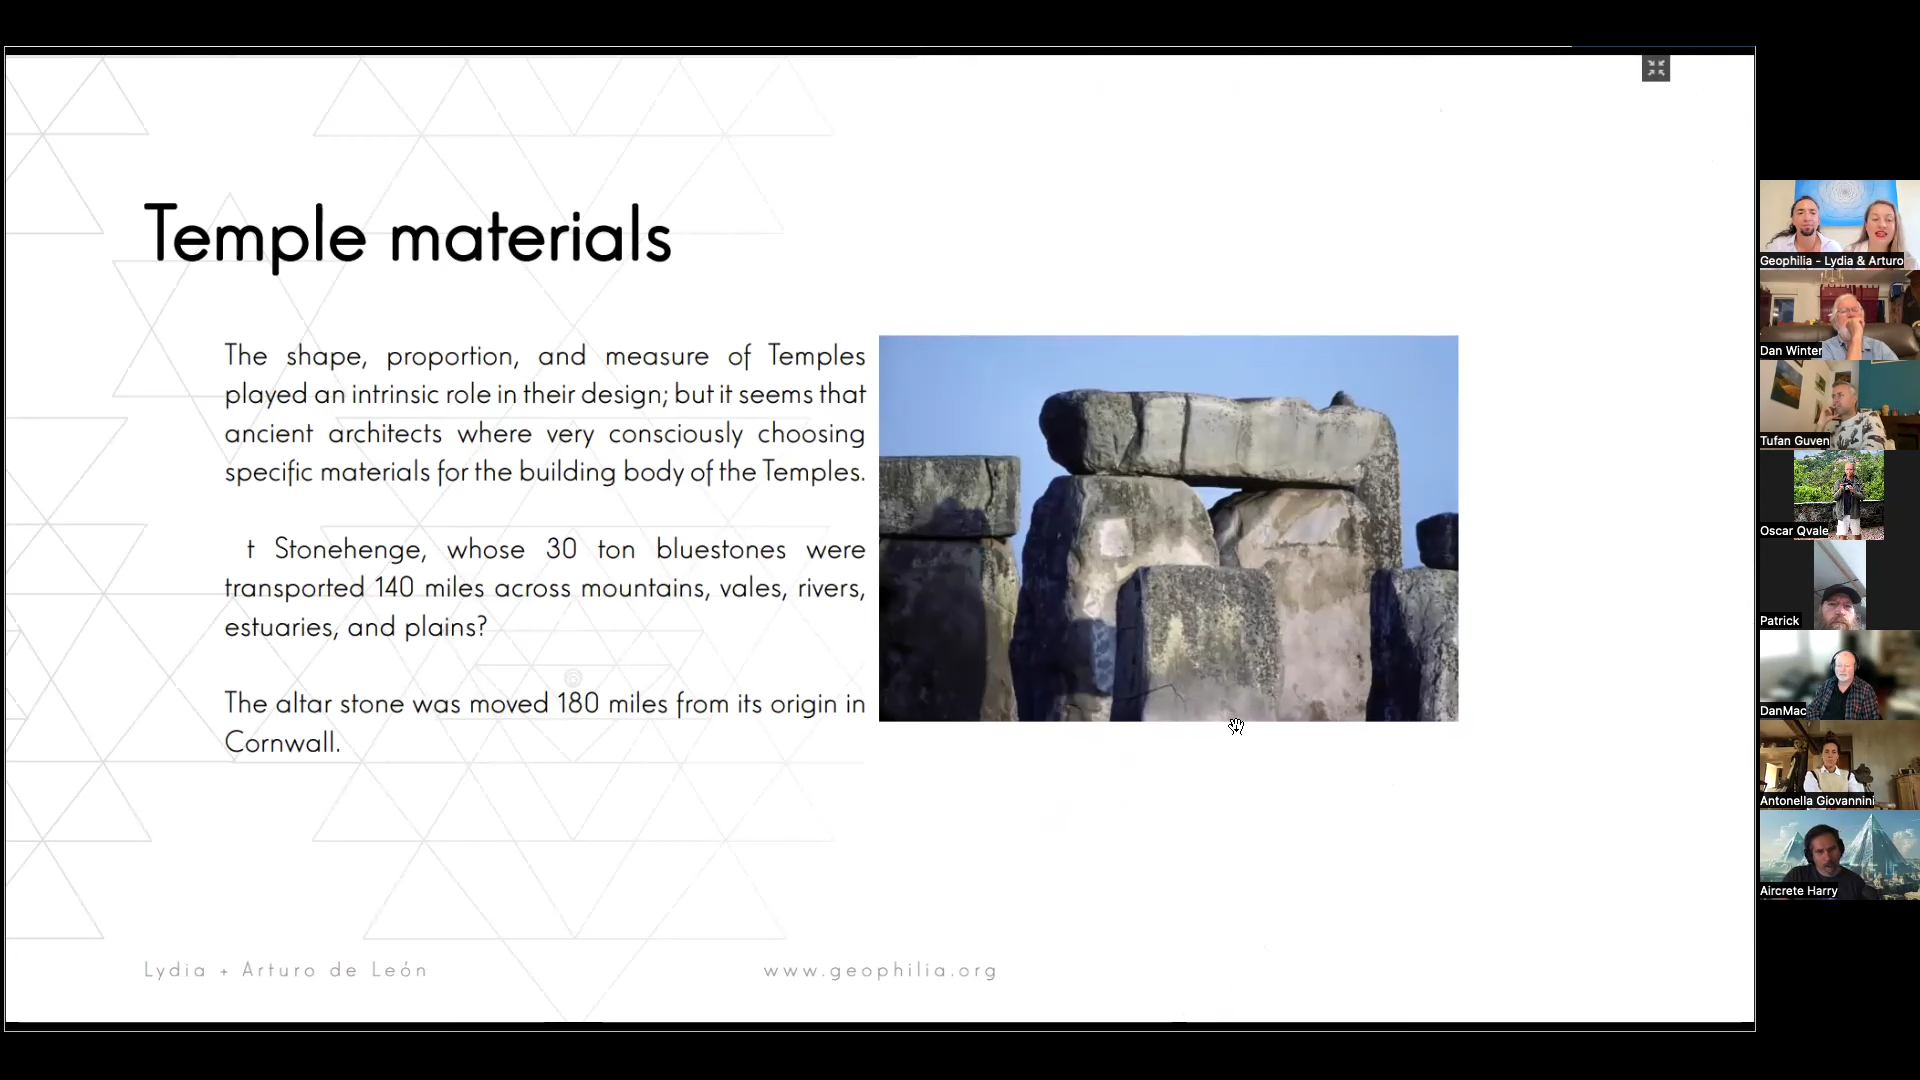 Temple materials
The shape, proportion, and measure of Temples
played an intrinsic role in their design; but it seems that
ancient architects where very consciously choosing
specific materials for the building body of the Temples.
t Stonehenge, whose 30 ton bluestones were
transported 140 miles across mountains, vales, rivers,
estuaries, and plains?
The altar stone was moved 180 miles from its origin in
Cornwall.
Lydia + Arturo de León
www.geophilia.org
Geophilia - Lydia & Arturo
Dan Winter
Tufan Guven
Oscar Qvale
Patrick
DanMac
Antonella Giovannini
Aircrete Harry